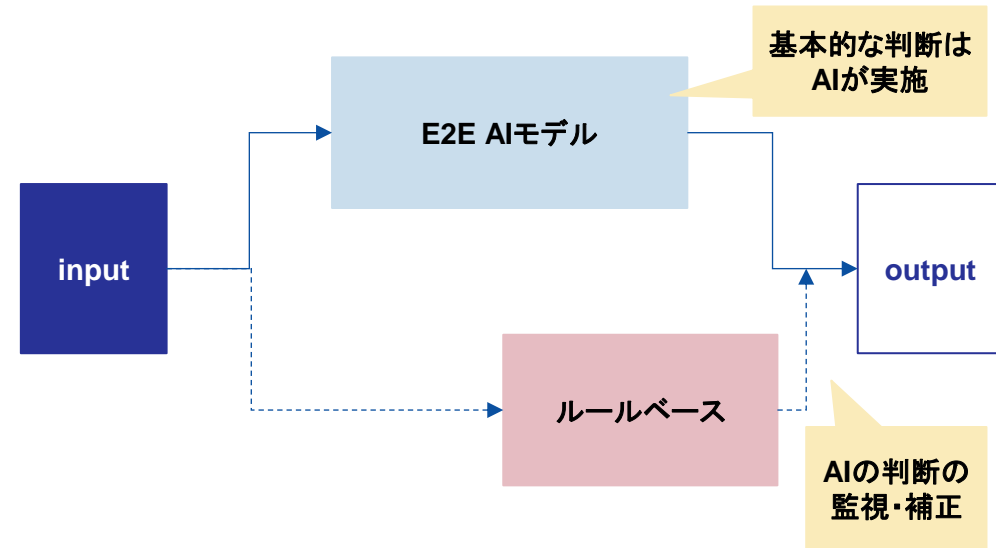 基本的な判断は
AIが実施
E2E AIモデル
input
output
ルールベース
AIの判断の
監視・補正